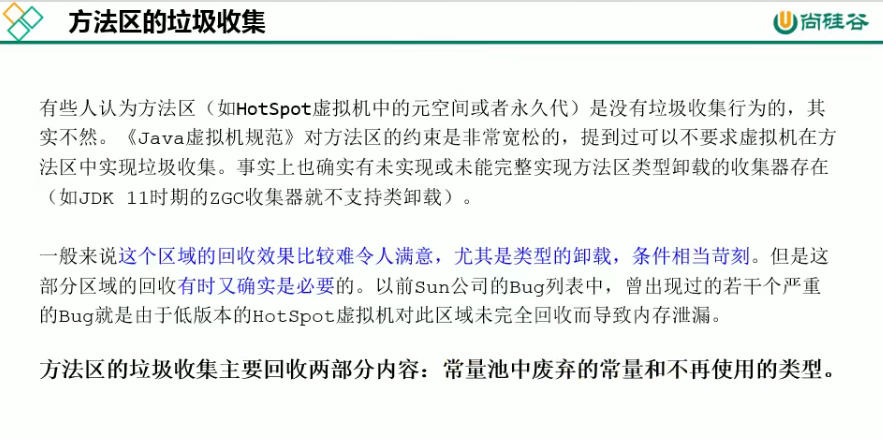 方法区的垃圾收集
尚硅谷
有些人认为方法区（如HotSpot虚拟机中的元空间或者永久代）是没有垃圾收集行为的，其
实不然。《Java虚拟机规范》对方法区的约束是非常宽松的，提到过可以不要求虚拟机在方
法区中实现垃圾收集。事实上也确实有未实现或未能完整实现方法区类型卸载的收集器存在
（如JDK 11时期的ZGC收集器就不支持类卸载）。
一般来说这个区域的回收效果比较难令人满意，尤其是类型的卸载，条件相当苛刻。但是这
部分区域的回收有时又确实是必要的。以前Sun公司的Bug列表中，曾出现过的若干个严重
的Bug就是由于低版本的HotSpot虚拟机对此区域未完全回收而导致内存泄漏。
方法区的垃圾收集主要回收两部分内容：常量池中废弃的常量和不再使用的类型。